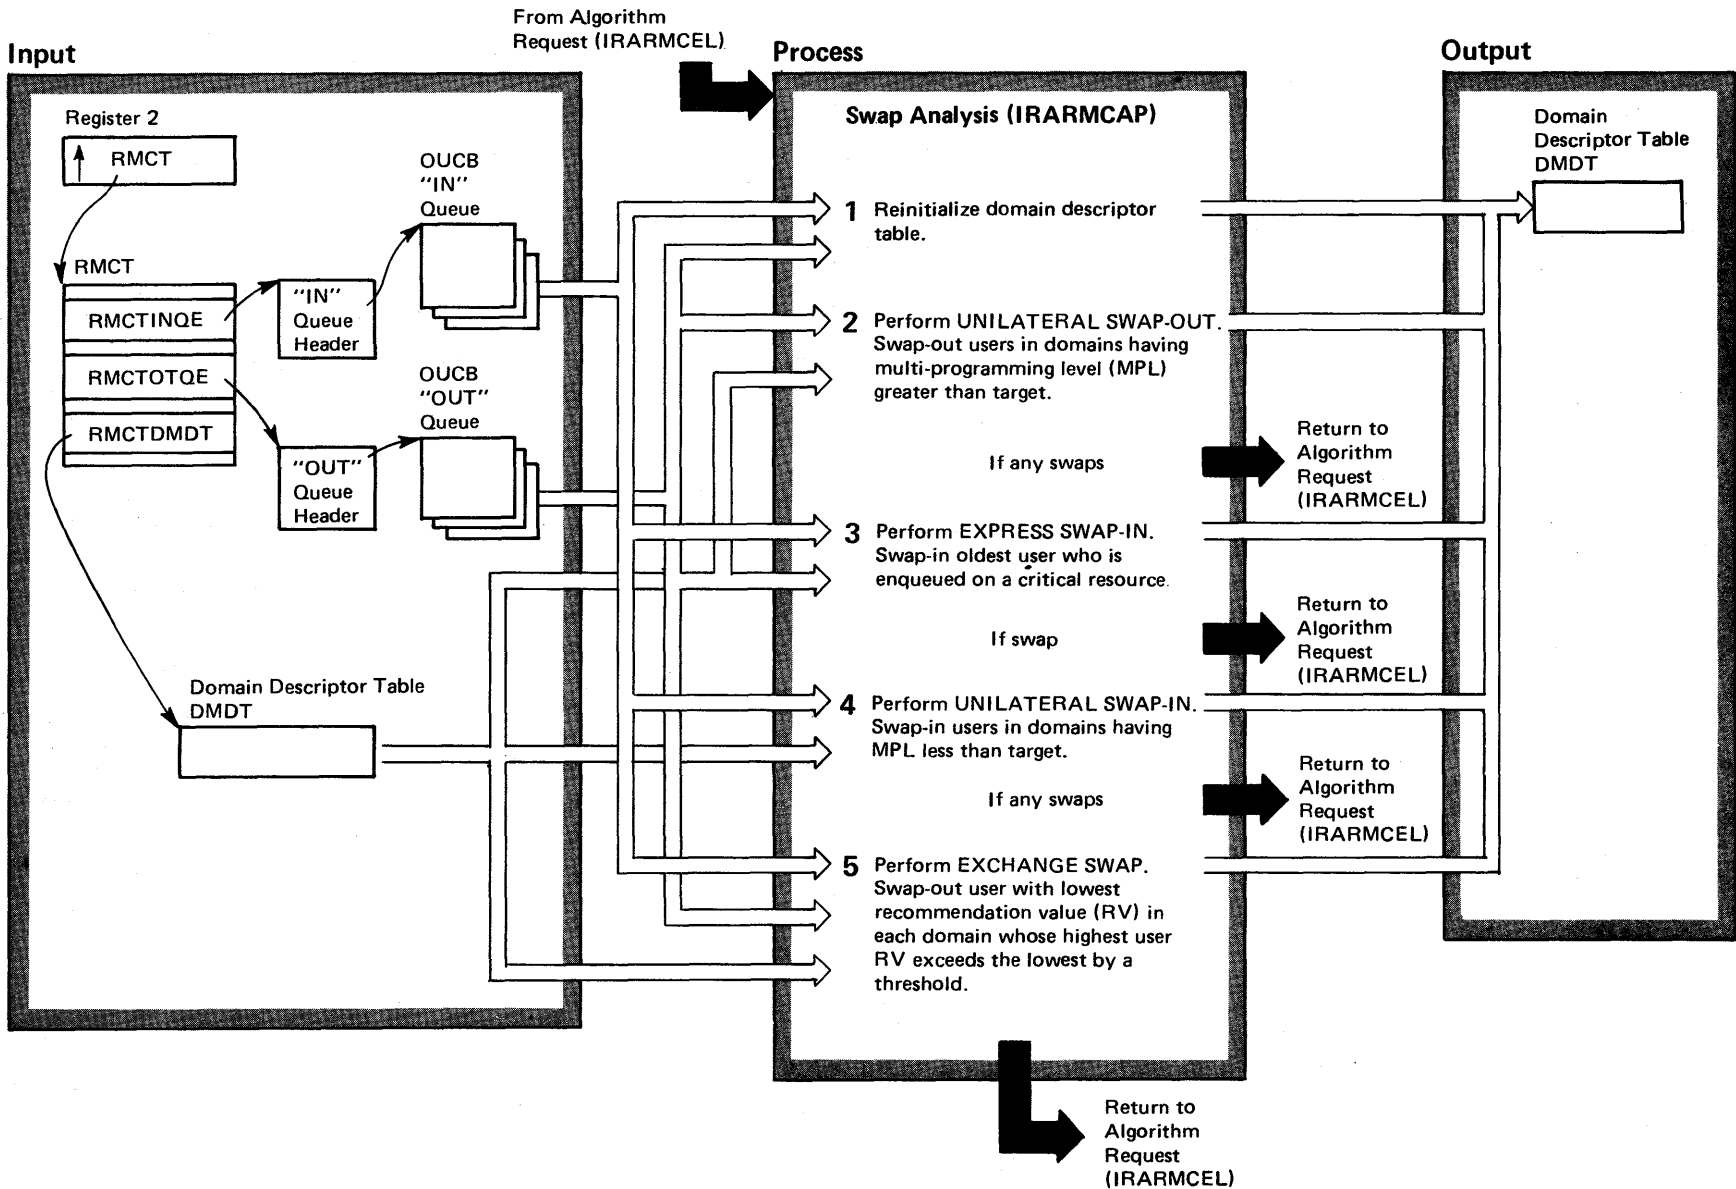 From Algorithm
Request (IRARMCEL)
Input
Process
Output
Register 2
RMCT
RMCT
RMCTINQE
RMCTOTQE
RMCTDMDT
"IN"
Queue
Header
"OUT"
Queue
Header
OUCB
"IN"
Queue
OUCB
"OUT"
Queue
Domain Descriptor Table
DMDT
Swap Analysis (IRARMCAP)
1 Reinitialize domain descriptor
table.
2 Perform UNILATERAL SWAP-OUT.
Swap-out users in domains having
multi-programming level (MPL)
greater than target.
If any swaps
Return to
Algorithm
Request
(IRARMCEL)
3 Perform EXPRESS SWAP-IN.
Swap-in oldest user who is
enqueued on a critical resource.
If swap
Return to
Algorithm
Request
(IRARMCEL)
4 Perform UNILATERAL SWAP-IN.
Swap-in users in domains having
MPL less than target.
If any swaps
Return to
Algorithm
Request
(IRARMCEL)
5 Perform EXCHANGE SWAP.
Swap-out user with lowest
recommendation value (RV) in
each domain whose highest user
RV exceeds the lowest by a
threshold.
Return to
Algorithm
Request
(IRARMCEL)
Domain
Descriptor Table
DMDT